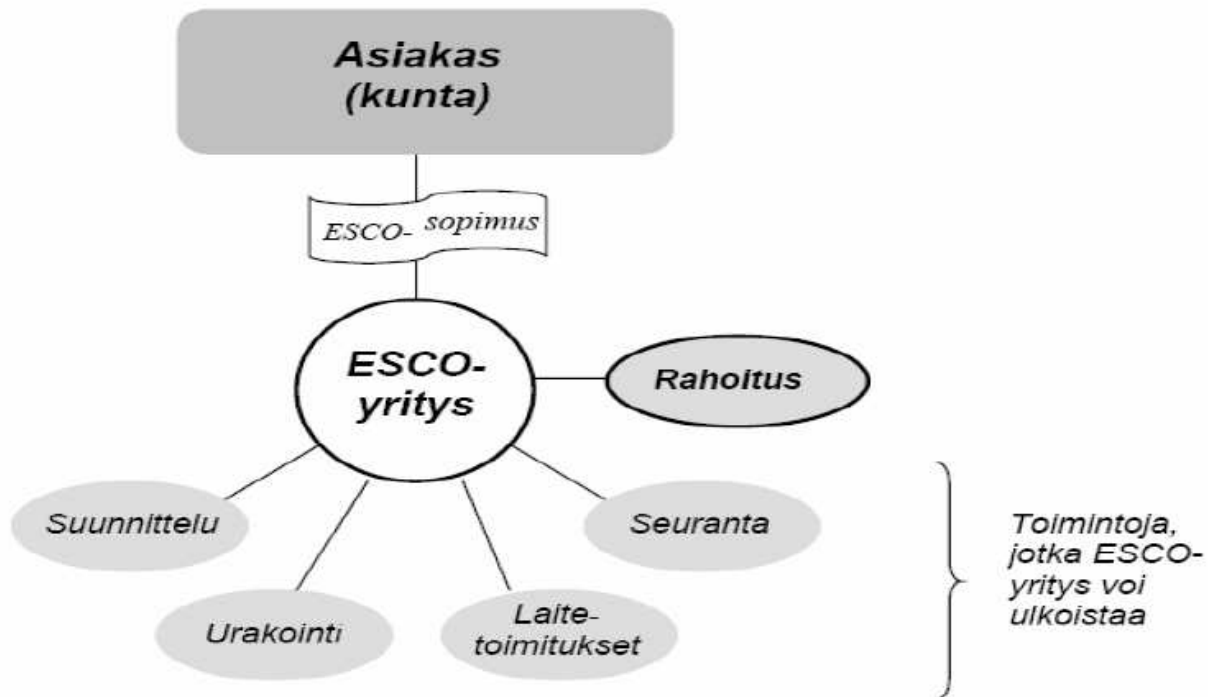 Asiakas
(kunta)
ESCO- sopimus
ESCO-
yritys
Rahoitus
Suunnittelu
Seuranta
Urakointi
Laite-
toimitukset
Toimintoja,
jotka ESCO-
yritys voi
ulkoistaa